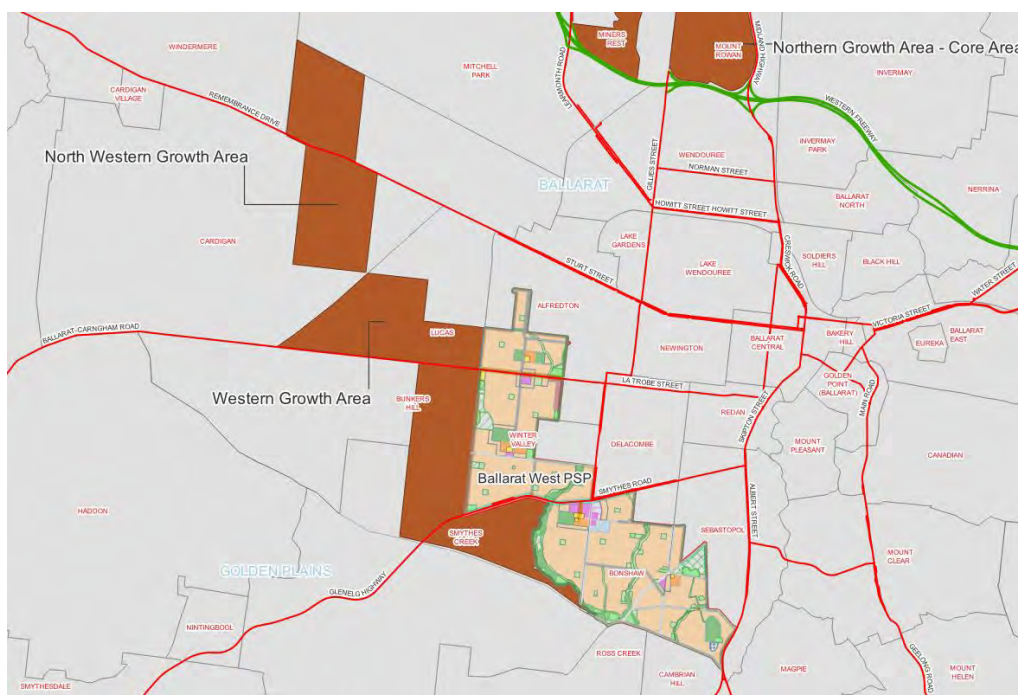 WINDERMERE
MITCHELL
PARK
MINERS
REST
MOUNT
ROWAN
MIDLAND HIGHWAY
Northern Growth Area - Core Area
INVERMAY
CARDIGAN
VILLAGE
REMEMBRANCE DRIVE
LEARMONTH ROAD
WESTERN FREEWAY
North Western Growth Area
BALLARAT
GILLIES STREET
WENDOUREE
NORMAN STREET
INVERMAY
PARK
BALLARAT
NORTH
NERRINA
HOWITT STREET HOWITT STREET
CARDIGAN
LAKE
GARDENS
LAKE
WENDOUREE
CRESWICK ROAD
SOLDIERS
HILL
BLACK HILL
STURT STREET
WATER STREET
ALFREDTON
BALLARAT-CARNGHAM ROAD
LUCAS
NEWINGTON
BALLARAT
CENTRAL
BAKERY
HILL
VICTORIA STREET
EUREKA
BALLARAT
EAST
Western Growth Area
BUNKERS
HILL
LA TROBE STREET
GOLDEN
POINT
(BALLARAT)
MAIN ROAD
REDAN
SKIPTON STREET
WINTER
VALLEY
DELACOMBE
MOUNT
PLEASANT
CANADIAN
Ballarat West PSP
SMYTHES ROAD
HADDON
ALBERT STREET
SMYTHES
CREEK
SEBASTOPOL
MOUNT
CLEAR
GOLDEN PLAINS
BONSHAW
GLENELG HIGHWAY
NINTINGBOOL
ROSS CREEK
GEELONG ROAD
SMYTHESDALE
CAMBRIAN
HILL
MAGPIE
MOUNT
HELEN